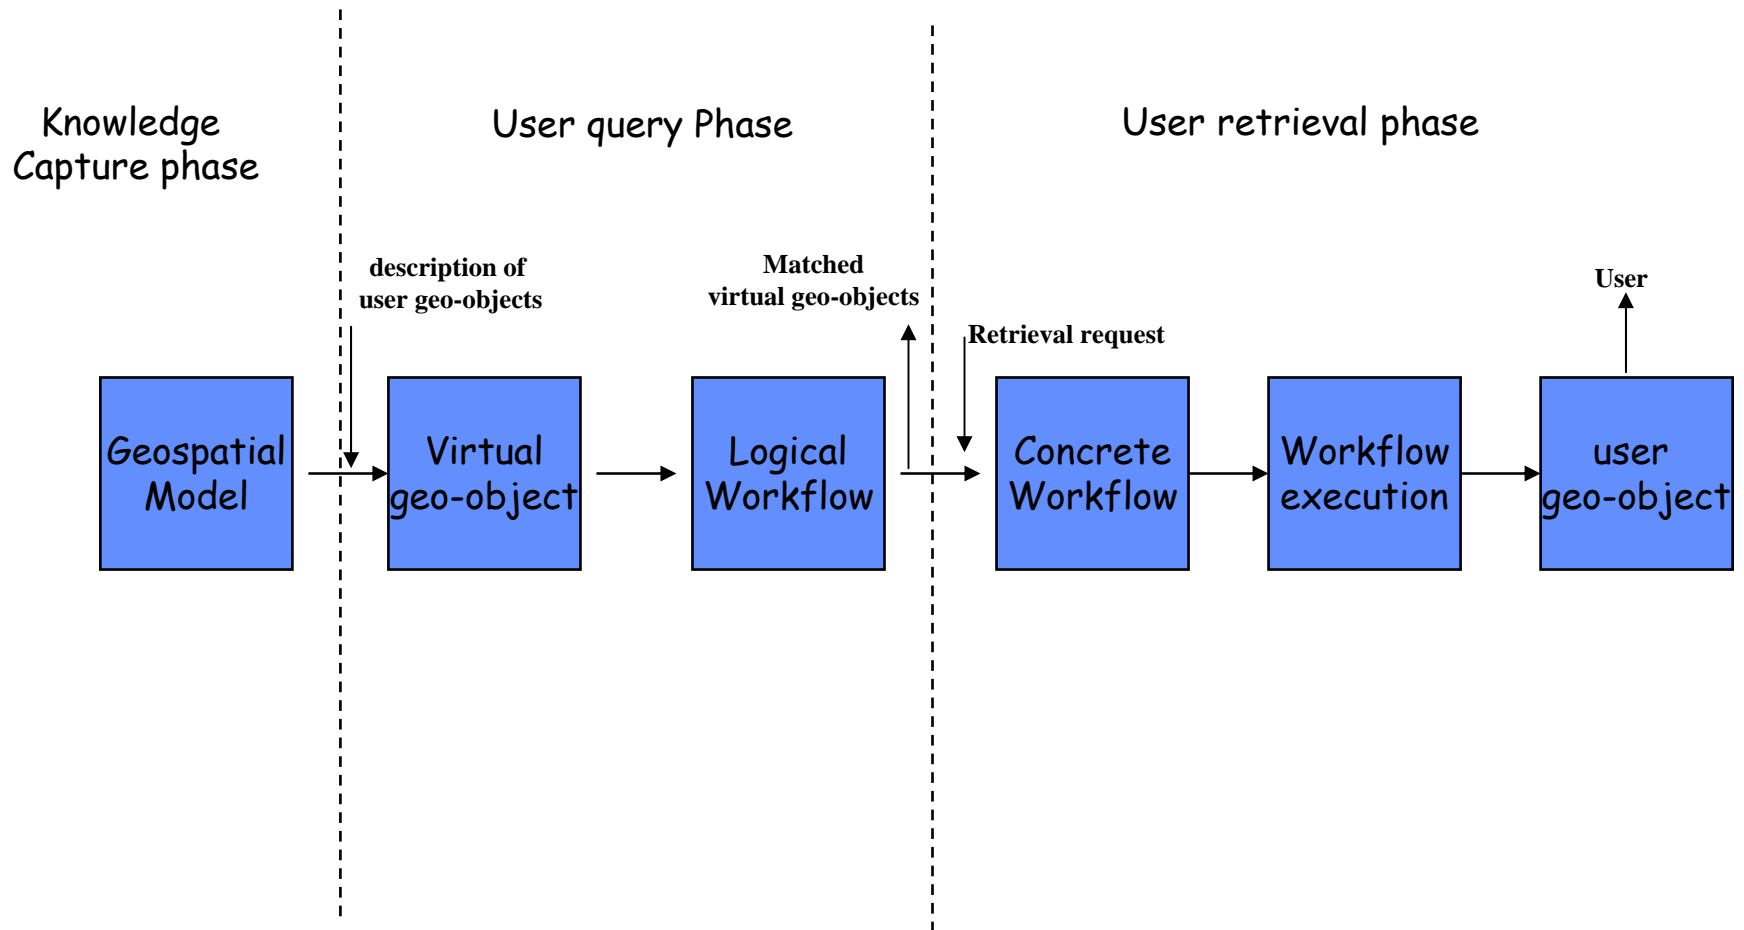 Knowledge
Capture phase
User query Phase
User retrieval phase
description of
user geo-objects
Matched
virtual geo-objects
Retrieval request
User
Geospatial
Model
Virtual
geo-object
Logical
Workflow
Concrete
Workflow
Workflow
execution
user
geo-object